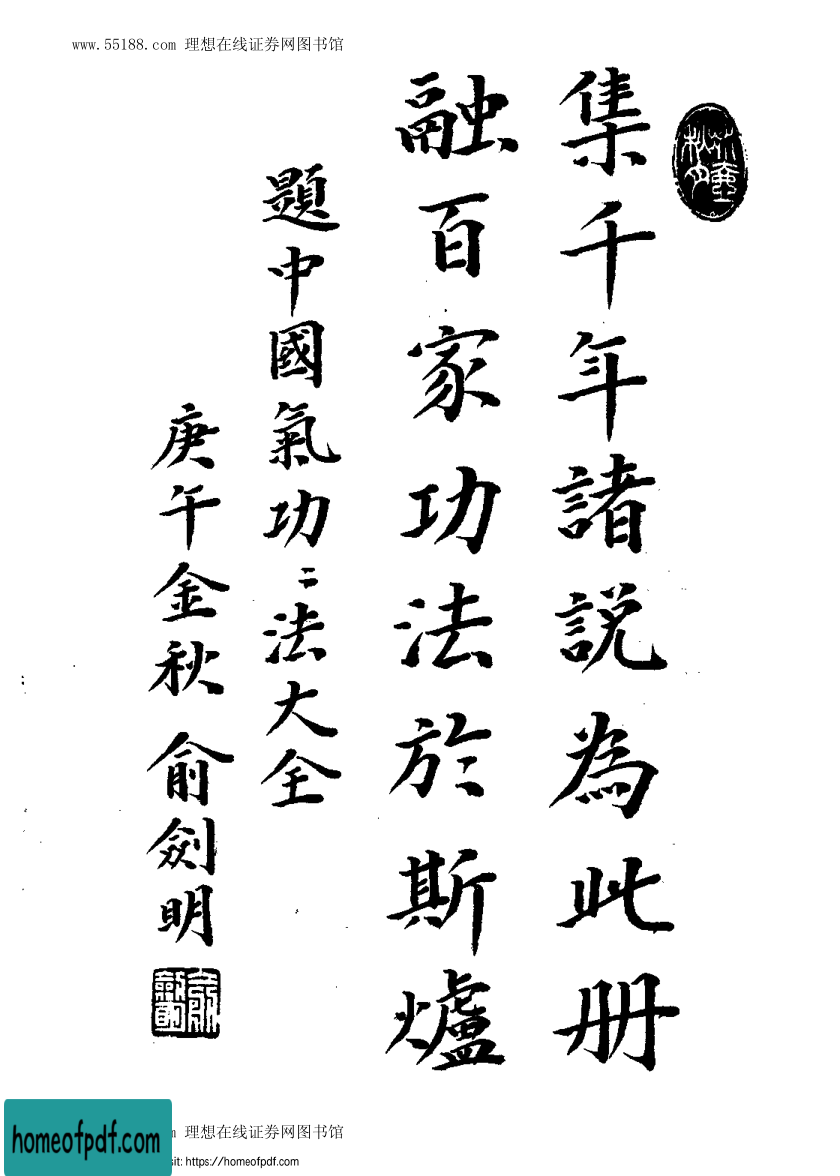 www.55188.com 理想在线证券网图书馆
集千年諸説為此册
融百家功法於斯爐
題中國氣功〻法大全
庚午金秋 俞劍明
理想在线证券网图书馆
homeofpdf.com
sit: https://homeofpdf.com